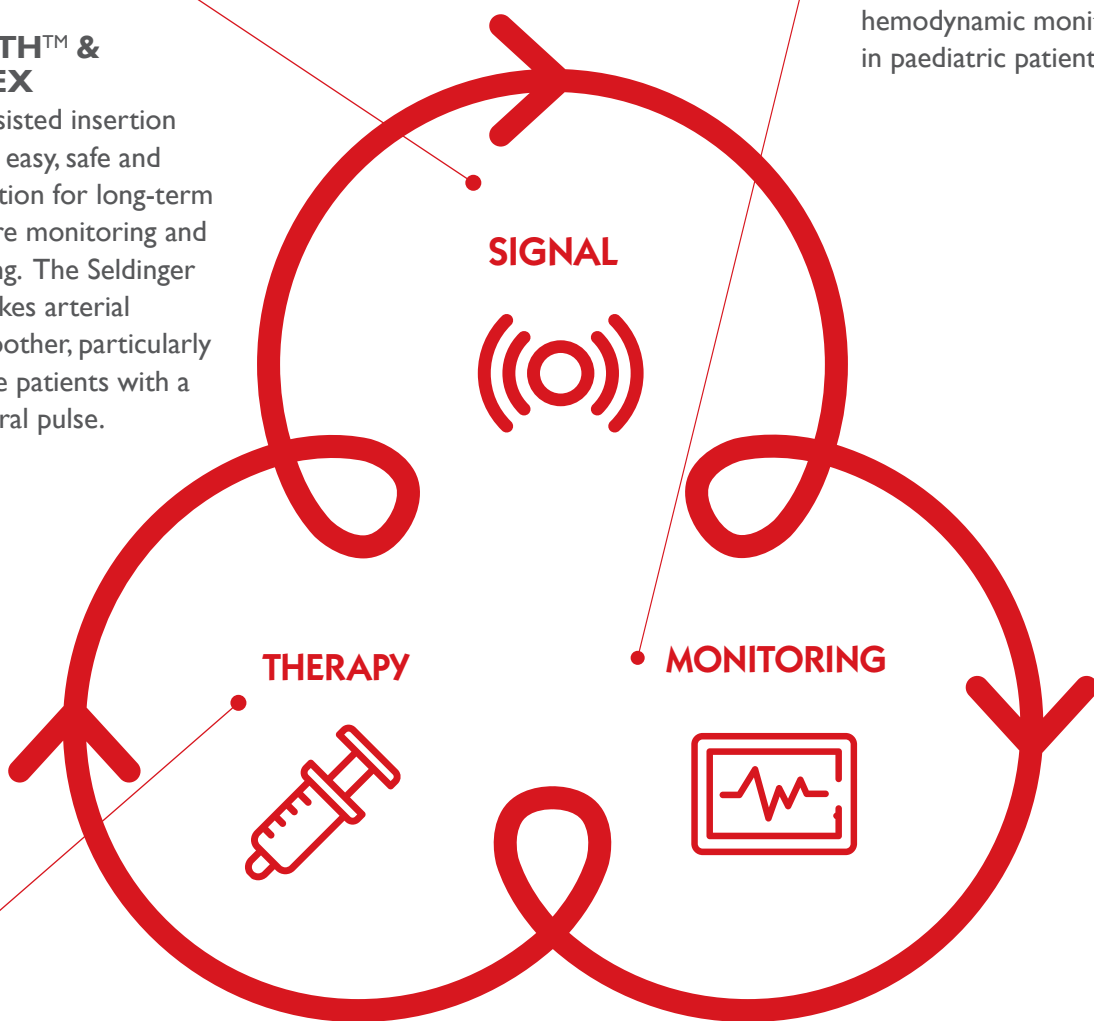 TH™ &
EX
sisted insertion
easy, safe and
tion for long-term
re monitoring and
ng. The Seldinger
kes arterial
oother, particularly
e patients with a
ral pulse.
hemodynamic moni
in paediatric patient
SIGNAL
THERAPY
MONITORING